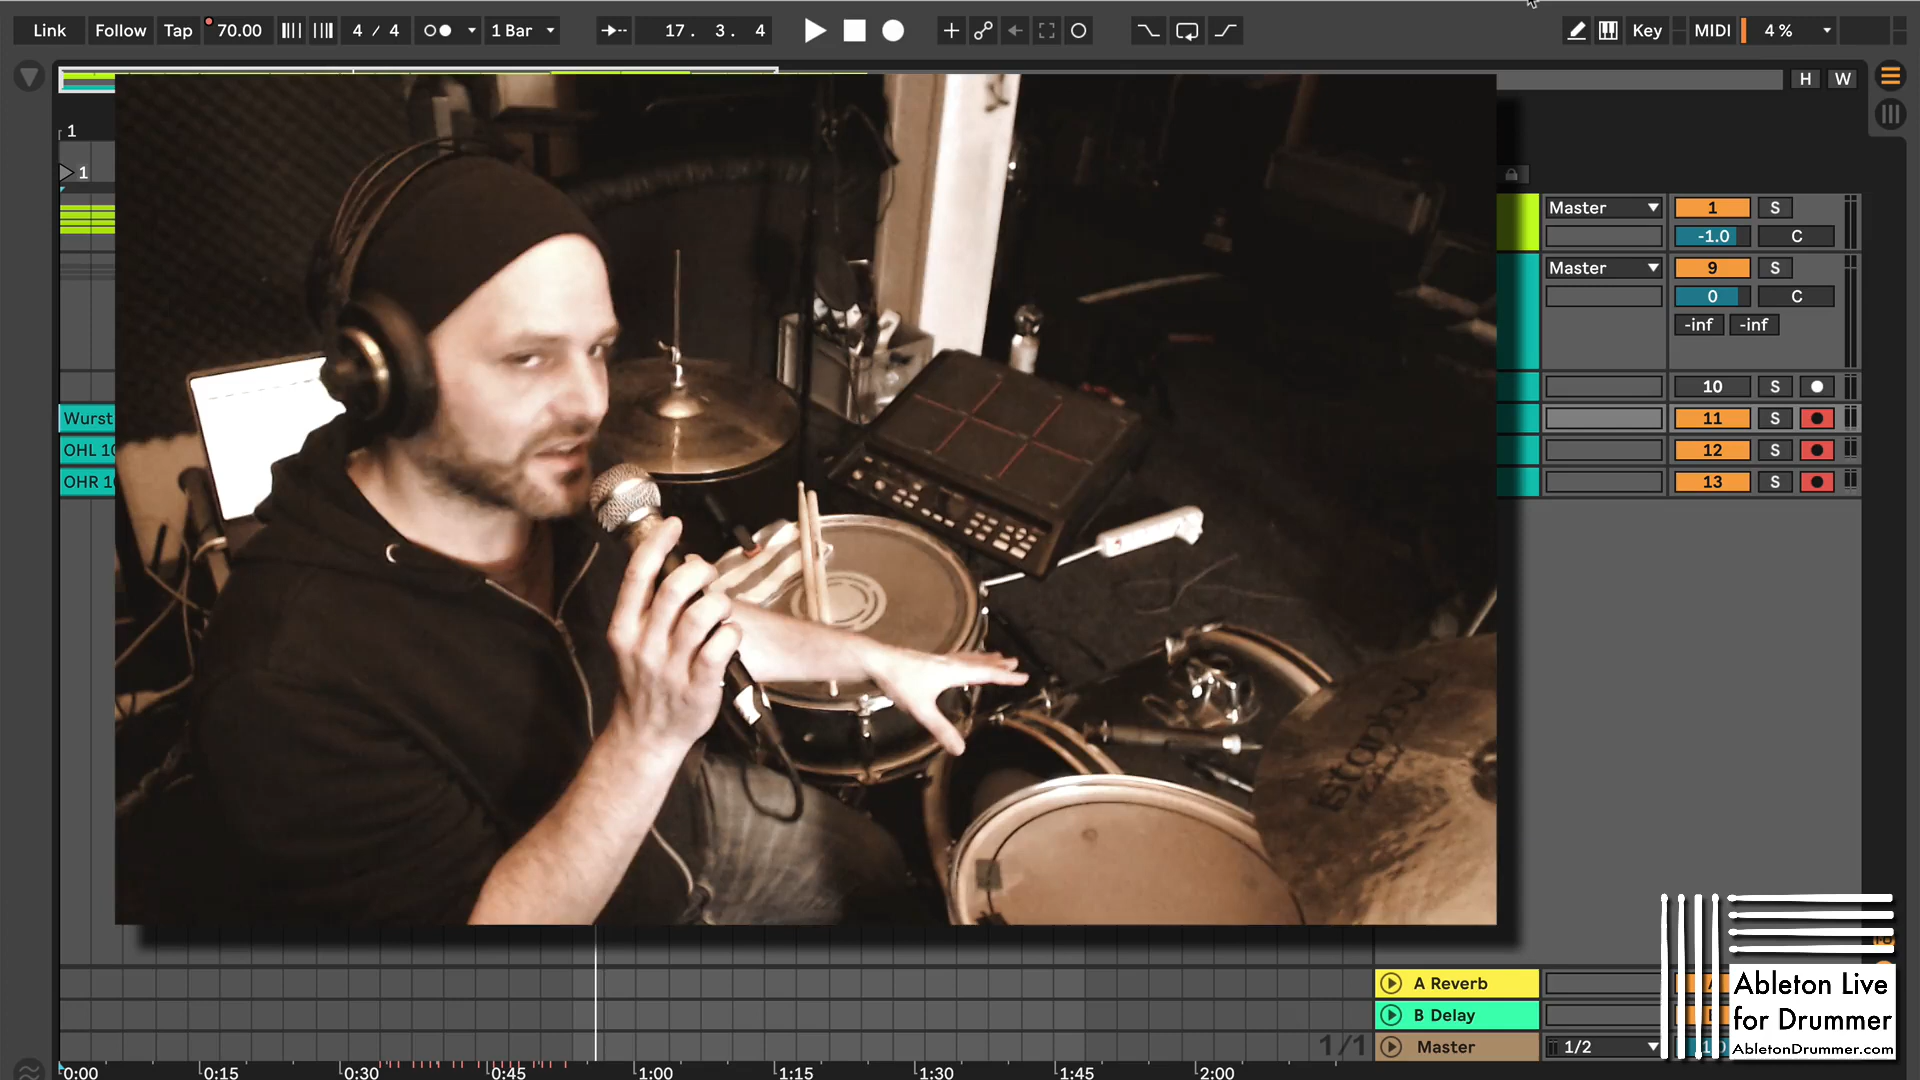 Link Follow Tap 70.00 4 / 4 1 Bar 17. 3. 4 Key MIDI 4 %
H W
1
1
Master 1 S
-1.0 C
Master 9 S
0 C
-inf -inf
10 S
Wurst 11 S
OHL 10 12 S
OHR 10 13 S
istanbul
A Reverb
B Delay
1/1 Master 1/2
Ableton Live
for Drummer
AbletonDrummer.com
0:00 0:15 0:30 0:45 1:00 1:15 1:30 1:45 2:00